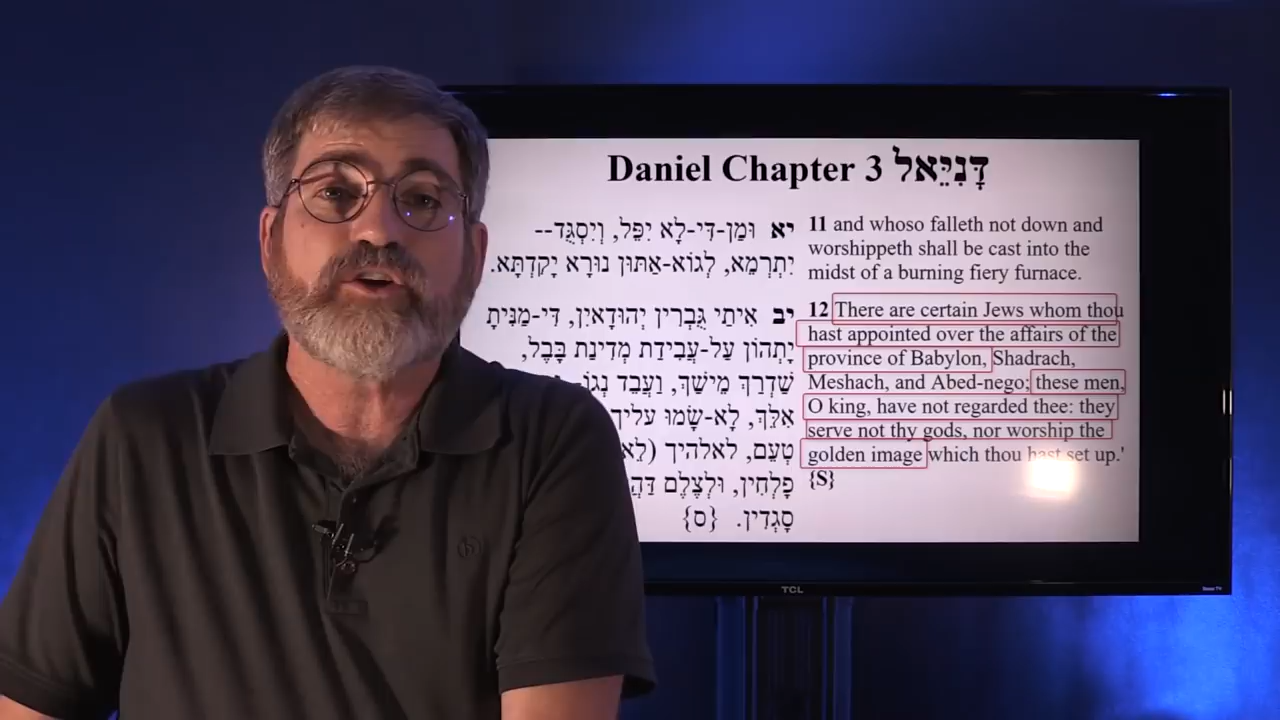 Daniel Chapter 3 דָּנִיֵּאל
יא וּמַן-דִּי-לָא יִפֵּל, וְיִסְגֻּד--
יִתְרְמֵא, לְגוֹא-אַתּוּן נוּרָא יָקִדְתָּא.
יב אִיתַי גֻּבְרִין יְהוּדָאיִן, דִּי-מַנִּיתָ
יָתְהוֹן עַל-עֲבִידַת מְדִינַת בָּבֶל,
שַׁדְרַךְ מֵישַׁךְ, וַעֲבֵד נְגוֹ-
אִלֵּךְ, לָא-שָׂמוּ עליך
טְעֵם, לאלהיך (לֵא
פָלְחִין, וּלְצֶלֶם דַּהֲ
סָגְדִין. {ס}
11 and whoso falleth not down and
worshippeth shall be cast into the
midst of a burning fiery furnace.
12 There are certain Jews whom thou
hast appointed over the affairs of the
province of Babylon, Shadrach,
Meshach, and Abed-nego; these men,
O king, have not regarded thee: they
serve not thy gods, nor worship the
golden image which thou hast set up.'
{S}
TCL